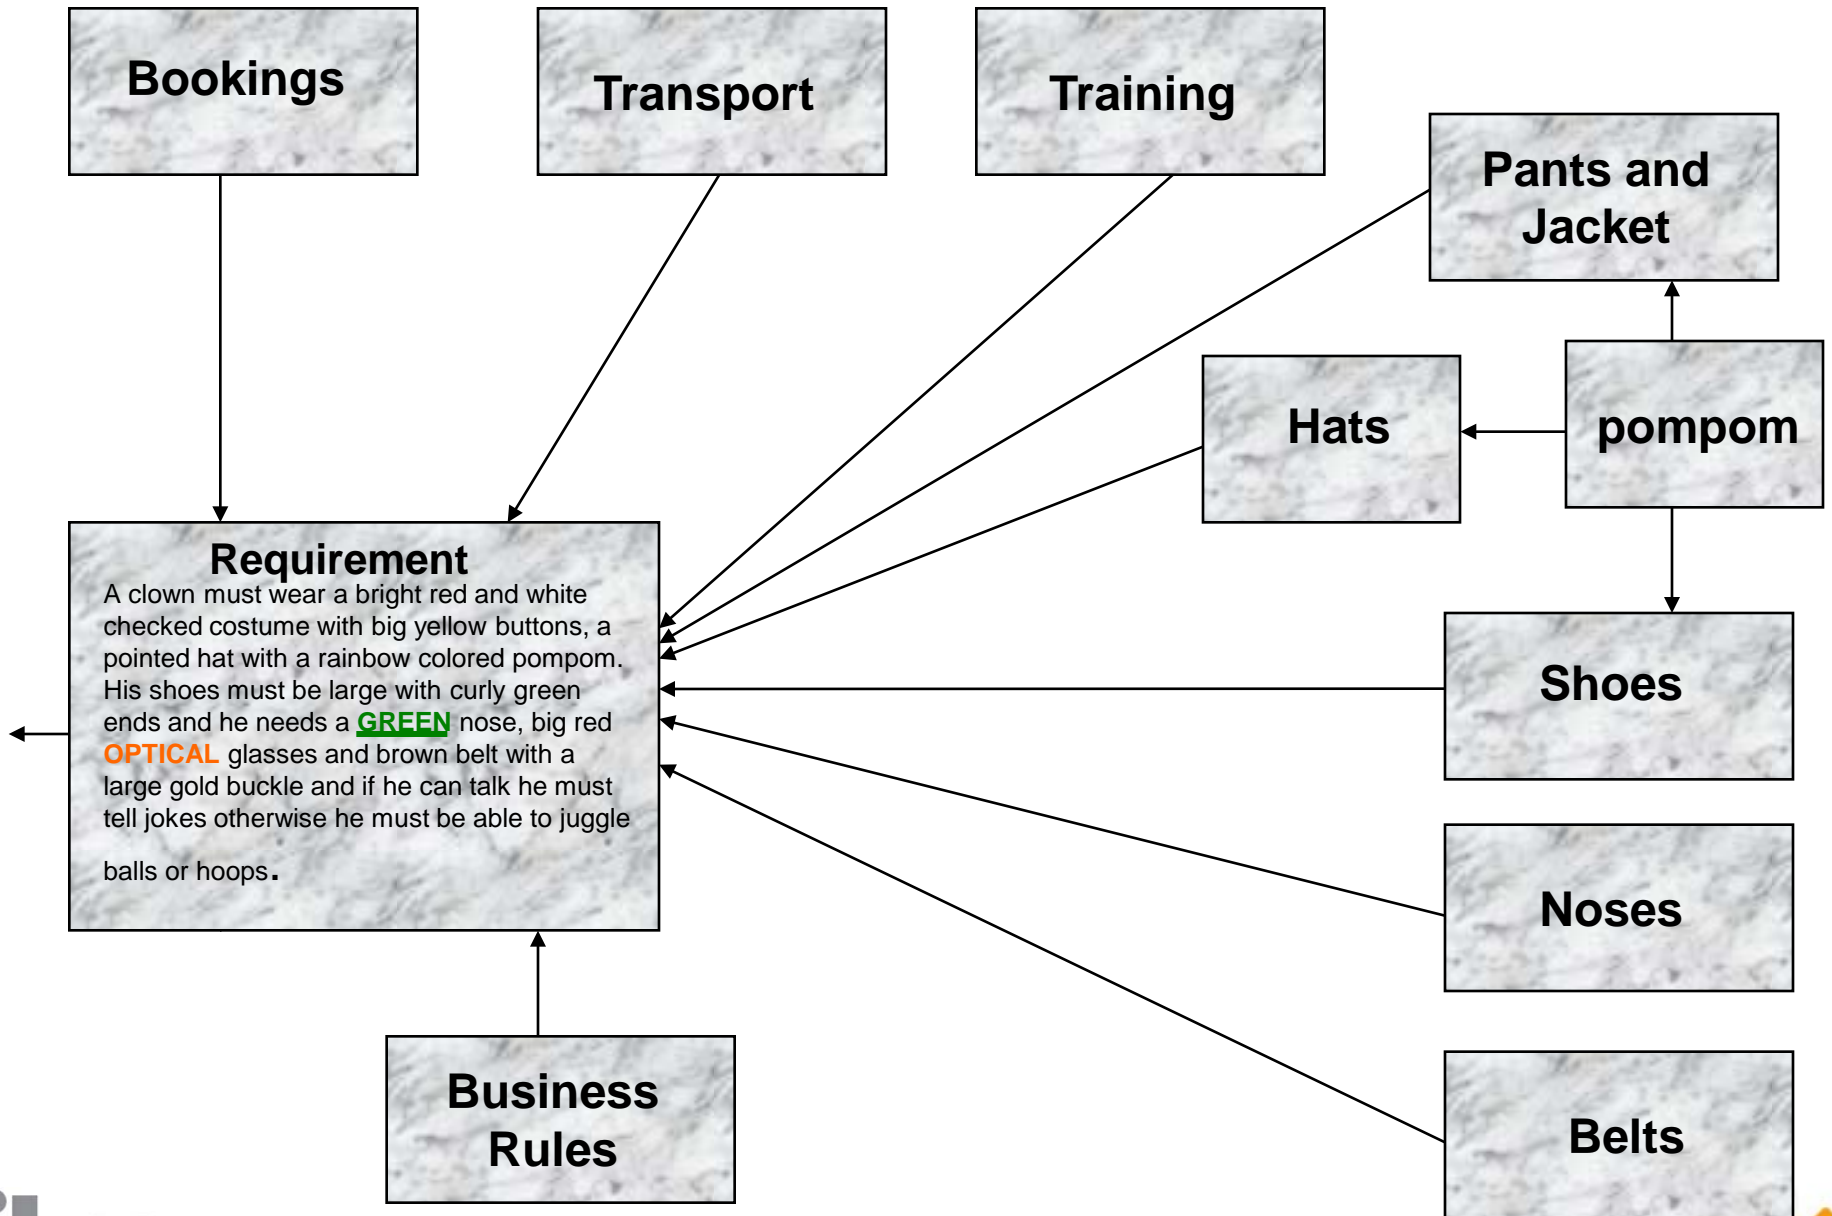 Bookings
Transport
Training
Pants and
Jacket
Hats
pompom
Requirement
A clown must wear a bright red and white
checked costume with big yellow buttons, a
pointed hat with a rainbow colored pompom.
His shoes must be large with curly green
ends and he needs a GREEN nose, big red
OPTICAL glasses and brown belt with a
large gold buckle and if he can talk he must
tell jokes otherwise he must be able to juggle
balls or hoops.
Shoes
Noses
Business
Rules
Belts